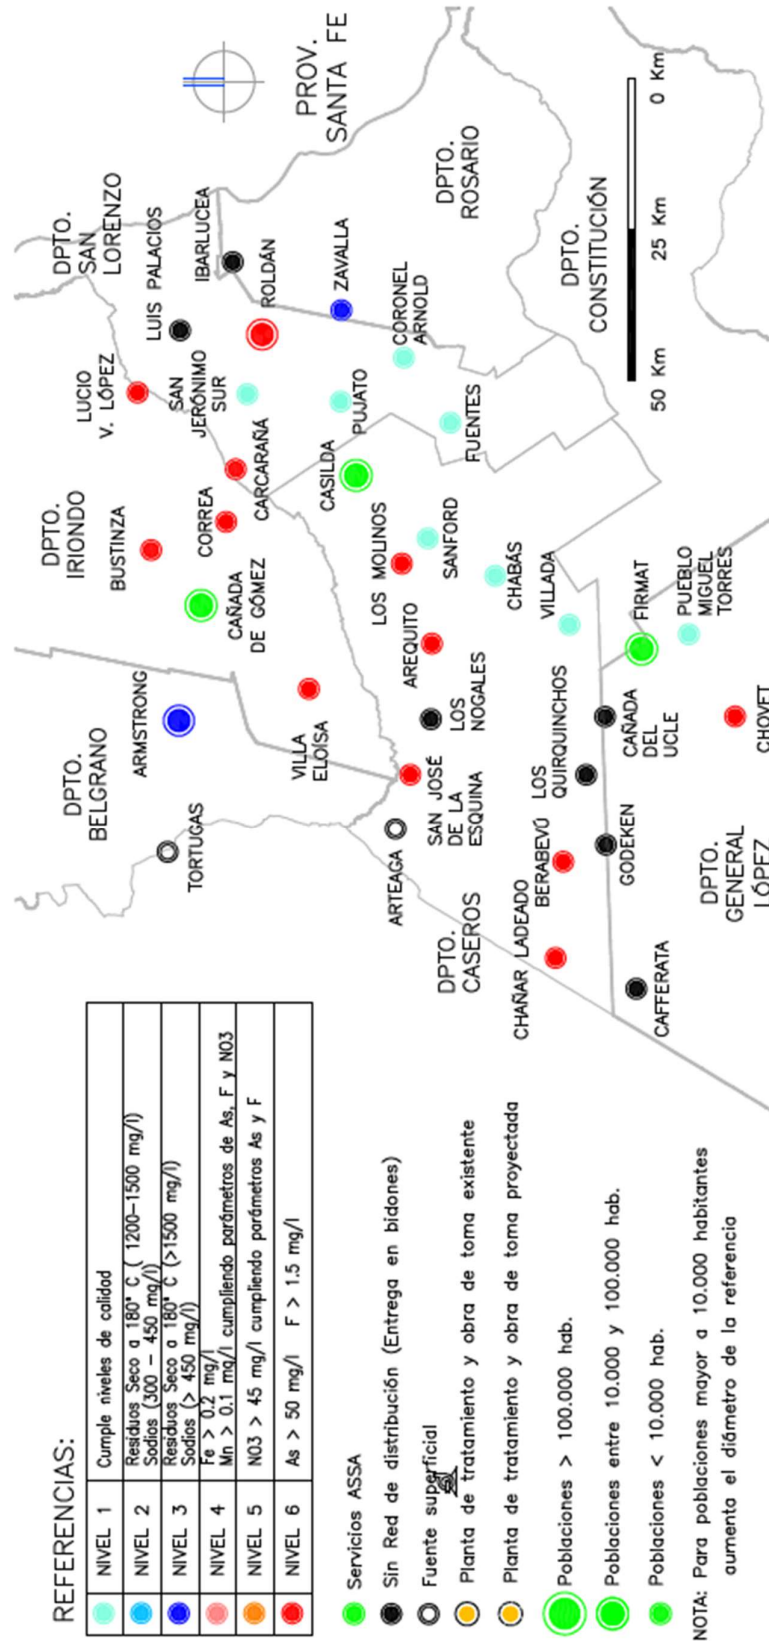 REFERENCIAS:
NIVEL 1 Cumple niveles de calidad
NIVEL 2 Residuos Seco a 180° C ( 1200-1500 mg/l)
Sodios (300 - 450 mg/l)
NIVEL 3 Residuos Seco a 180° C (>1500 mg/l)
Sodios (> 450 mg/l)
NIVEL 4 Fe > 0.2 mg/l
Mn > 0.1 mg/l cumpliendo parámetros de As, F y NO3
NIVEL 5 NO3 > 45 mg/l cumpliendo parámetros As y F
NIVEL 6 As > 50 mg/l F > 1.5 mg/l
Servicios ASSA
Sin Red de distribución (Entrega en bidones)
Fuente superficial
Planta de tratamiento y obra de toma existente
Planta de tratamiento y obra de toma proyectada
Poblaciones > 100.000 hab.
Poblaciones entre 10.000 y 100.000 hab.
Poblaciones < 10.000 hab.
NOTA: Para poblaciones mayor a 10.000 habitantes
aumenta el diámetro de la referencia
DPTO.
BELGRANO
TORTUGAS
ARMSTRONG
DPTO.
IRIONDO
BUSTINZA
LUCIO
V. LÓPEZ
DPTO.
SAN
LORENZO
LUIS PALACIOS
IBARLUCEA
PROV.
SANTA FE
CORREA
CAÑADA
DE GÓMEZ
SAN
JERÓNIMO
SUR
CARCARAÑÁ
ROLDÁN
ZAVALLA
VILLA
ELOÍSA
CASILDA
PUJATO
CORONEL
ARNOLD
DPTO.
ROSARIO
ARTEAGA
SAN JOSÉ
DE LA
ESQUINA
LOS
NOGALES
AREQUITO
LOS MOLINOS
SANFORD
FUENTES
DPTO.
CASEROS
CHABÁS
VILLADA
DPTO.
CONSTITUCIÓN
CHAÑAR LADEADO
BERABEVÚ
LOS
QUIRQUINCHOS
GODEKEN
CAÑADA
DEL
UCLE
FIRMAT
PUEBLO
MIGUEL
TORRES
CAFFERATA
DPTO.
GENERAL
LÓPEZ
CHOVET
50 Km 25 Km 0 Km